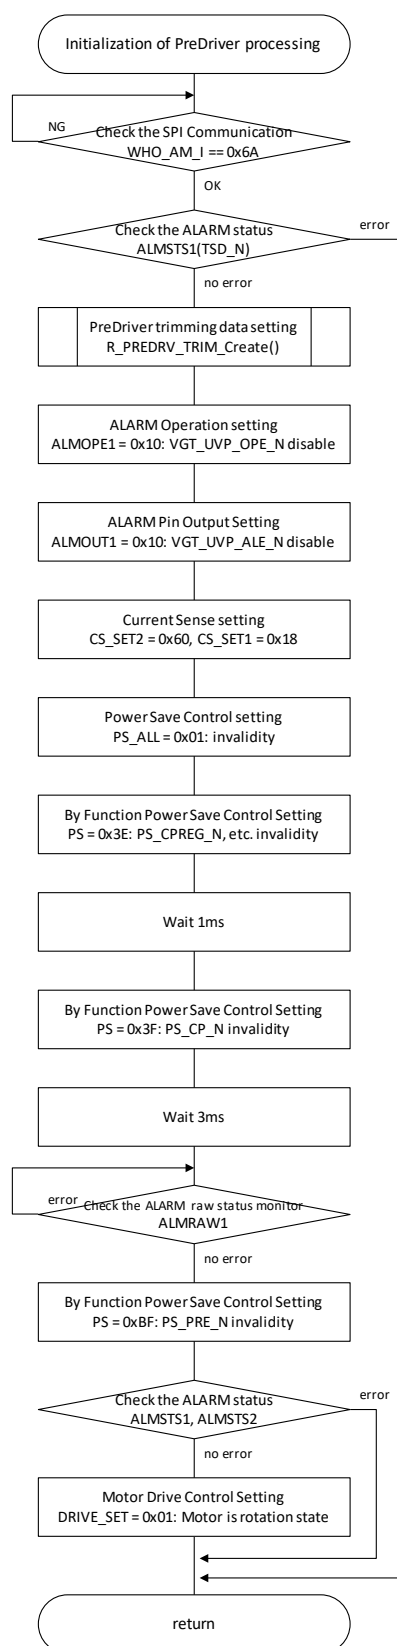 Initialization of PreDriver processing
NG
Check the SPI Communication
WHO_AM_I == 0x6A
OK
Check the ALARM status
ALMSTS1(TSD_N)
error
no error
PreDriver trimming data setting
R_PREDRV_TRIM_Create()
ALARM Operation setting
ALMOPE1 = 0x10: VGT_UVP_OPE_N disable
ALARM Pin Output Setting
ALMOUT1 = 0x10: VGT_UVP_ALE_N disable
Current Sense setting
CS_SET2 = 0x60, CS_SET1 = 0x18
Power Save Control setting
PS_ALL = 0x01: invalidity
By Function Power Save Control Setting
PS = 0x3E: PS_CPREG_N, etc. invalidity
Wait 1ms
By Function Power Save Control Setting
PS = 0x3F: PS_CP_N invalidity
Wait 3ms
error
Check the ALARM raw status monitor
ALMRAW1
no error
By Function Power Save Control Setting
PS = 0xBF: PS_PRE_N invalidity
Check the ALARM status
ALMSTS1, ALMSTS2
error
no error
Motor Drive Control Setting
DRIVE_SET = 0x01: Motor is rotation state
return